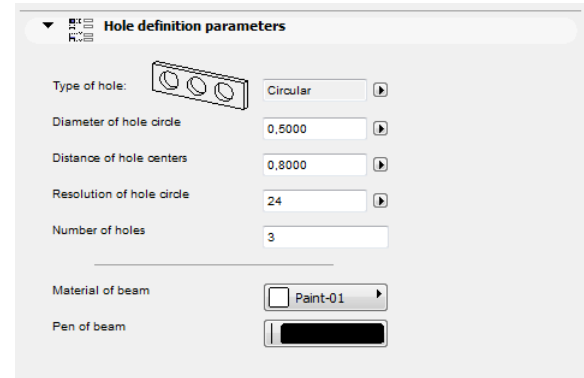 Hole definition parameters
Type of hole: Circular
Diameter of hole circle 0,5000
Distance of hole centers 0,8000
Resolution of hole circle 24
Number of holes 3
Material of beam Paint-01
Pen of beam